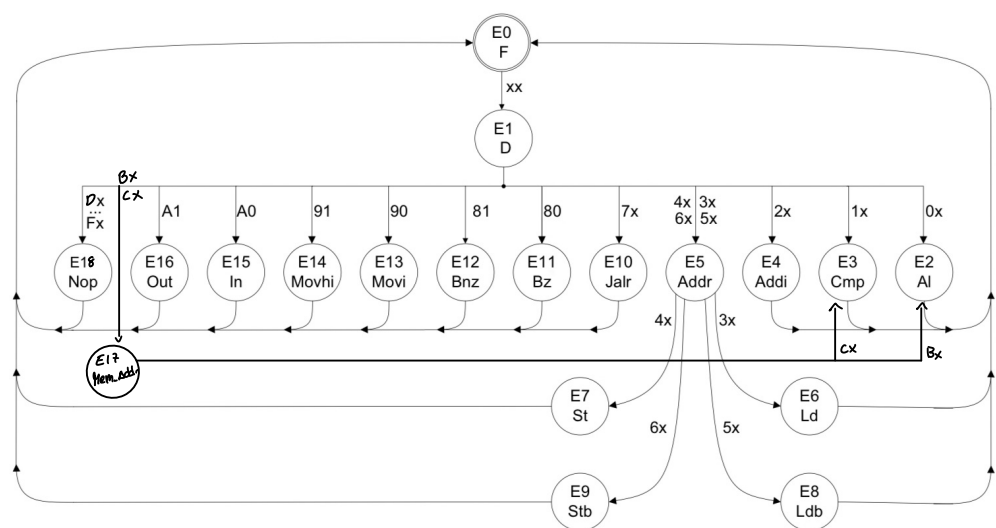 E0
F
xx
E1
D
Bx
Cx
Dx
...
Fx
A1
A0
91
90
81
80
7x
4x 3x
6x 5x
2x
1x
0x
E18
Nop
E16
Out
E15
In
E14
Movhi
E13
Movi
E12
Bnz
E11
Bz
E10
Jalr
E5
Addr
E4
Addi
E3
Cmp
E2
Al
4x
3x
Cx
Bx
E17
Mem_Addr
E7
St
E6
Ld
6x
5x
E9
Stb
E8
Ldb